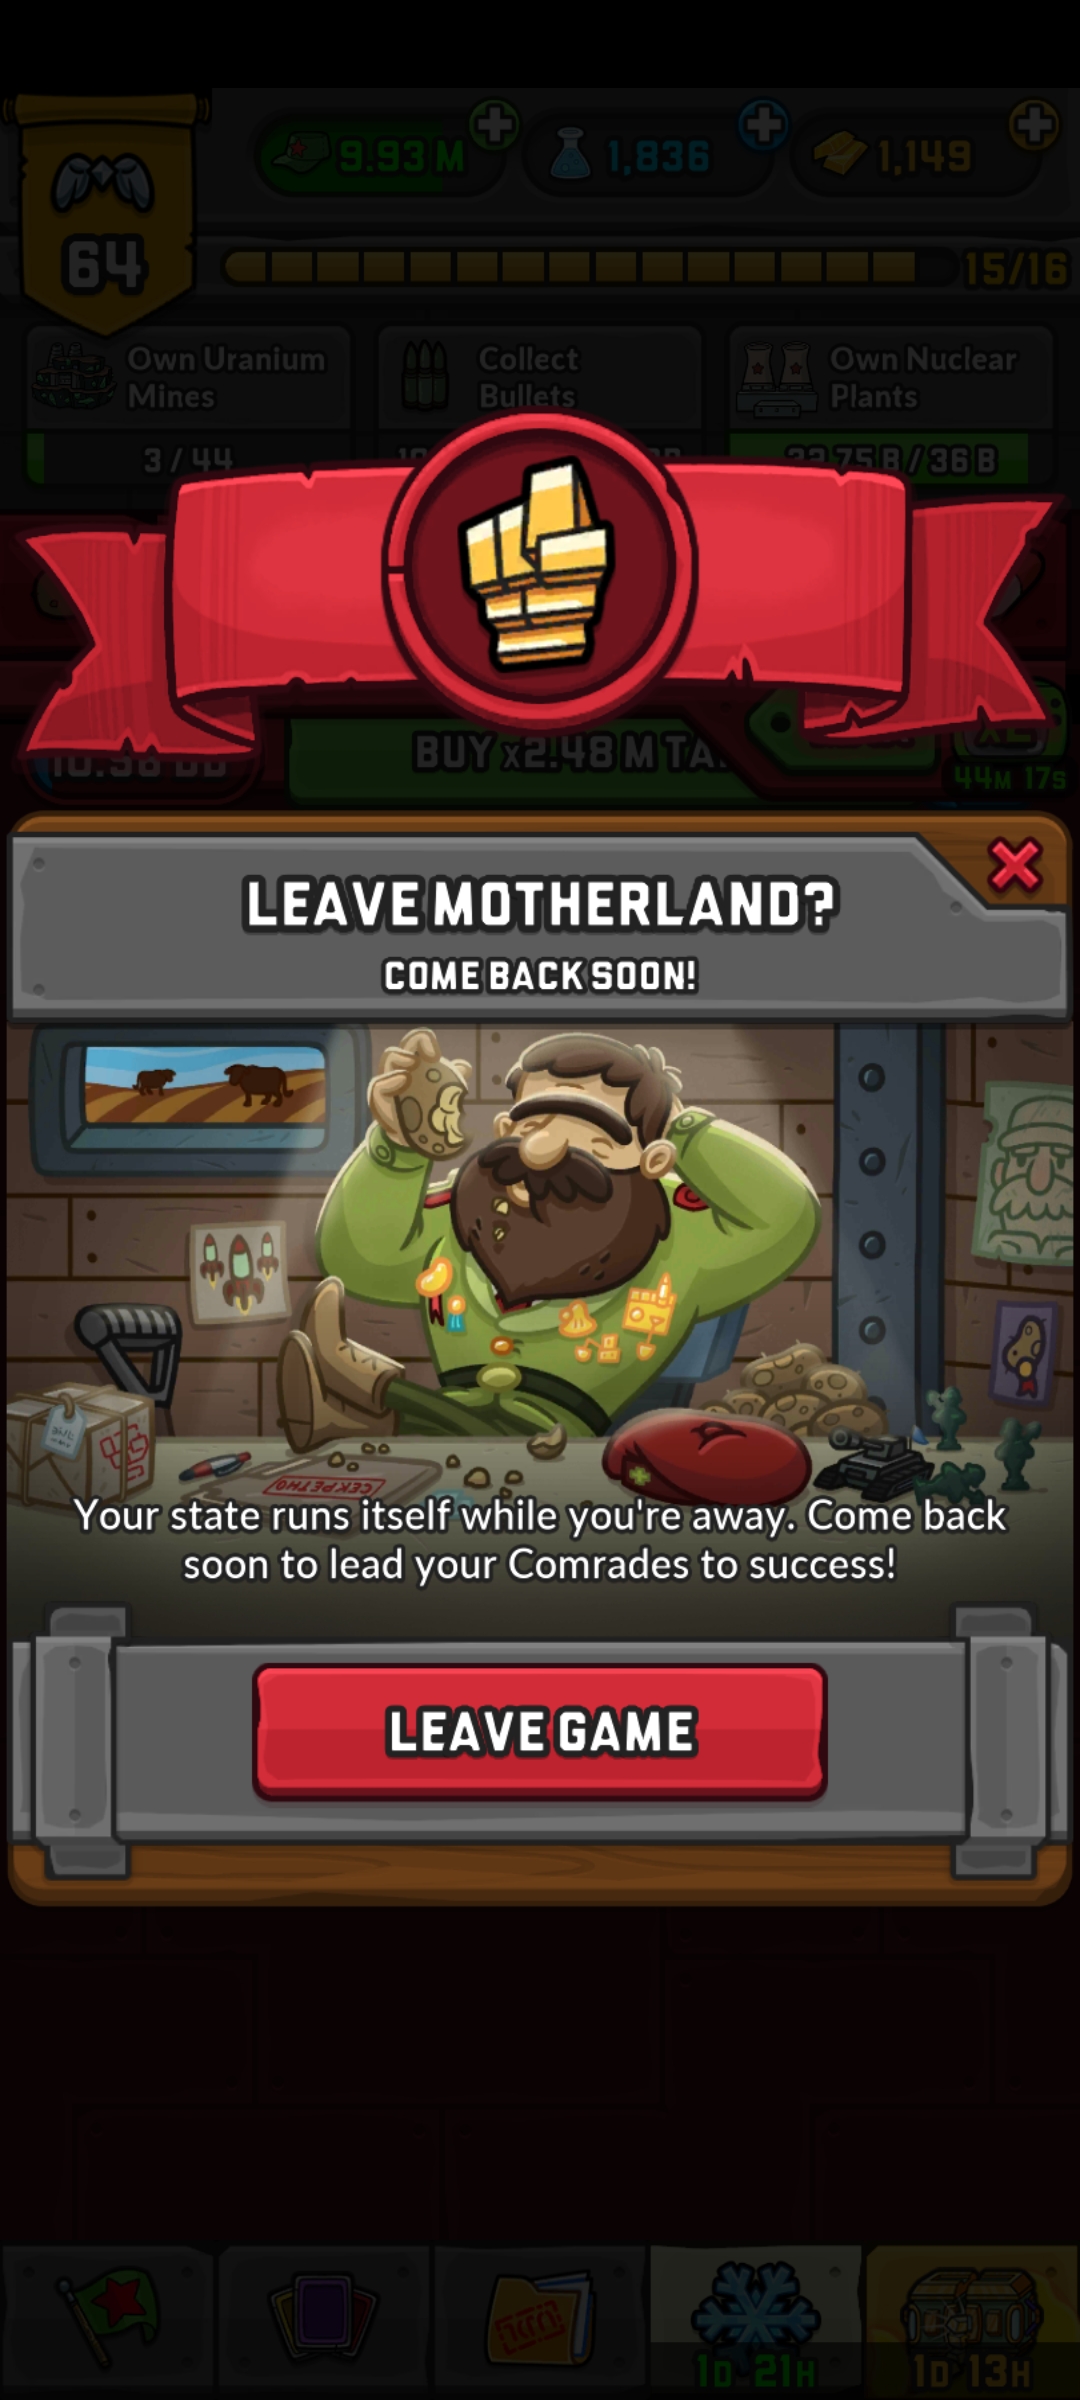 9.93 M
1,836
1,149
64
15/16
Own Uranium
Mines
Collect
Bullets
Own Nuclear
Plants
3 / 44
75 B / 36 B
BUY x2.48 M TA
44M 17S
LEAVE MOTHERLAND?
COME BACK SOON!
СЕКРЕТНО
Your state runs itself while you're away. Come back
soon to lead your Comrades to success!
LEAVE GAME
1D 21H
1D 13H